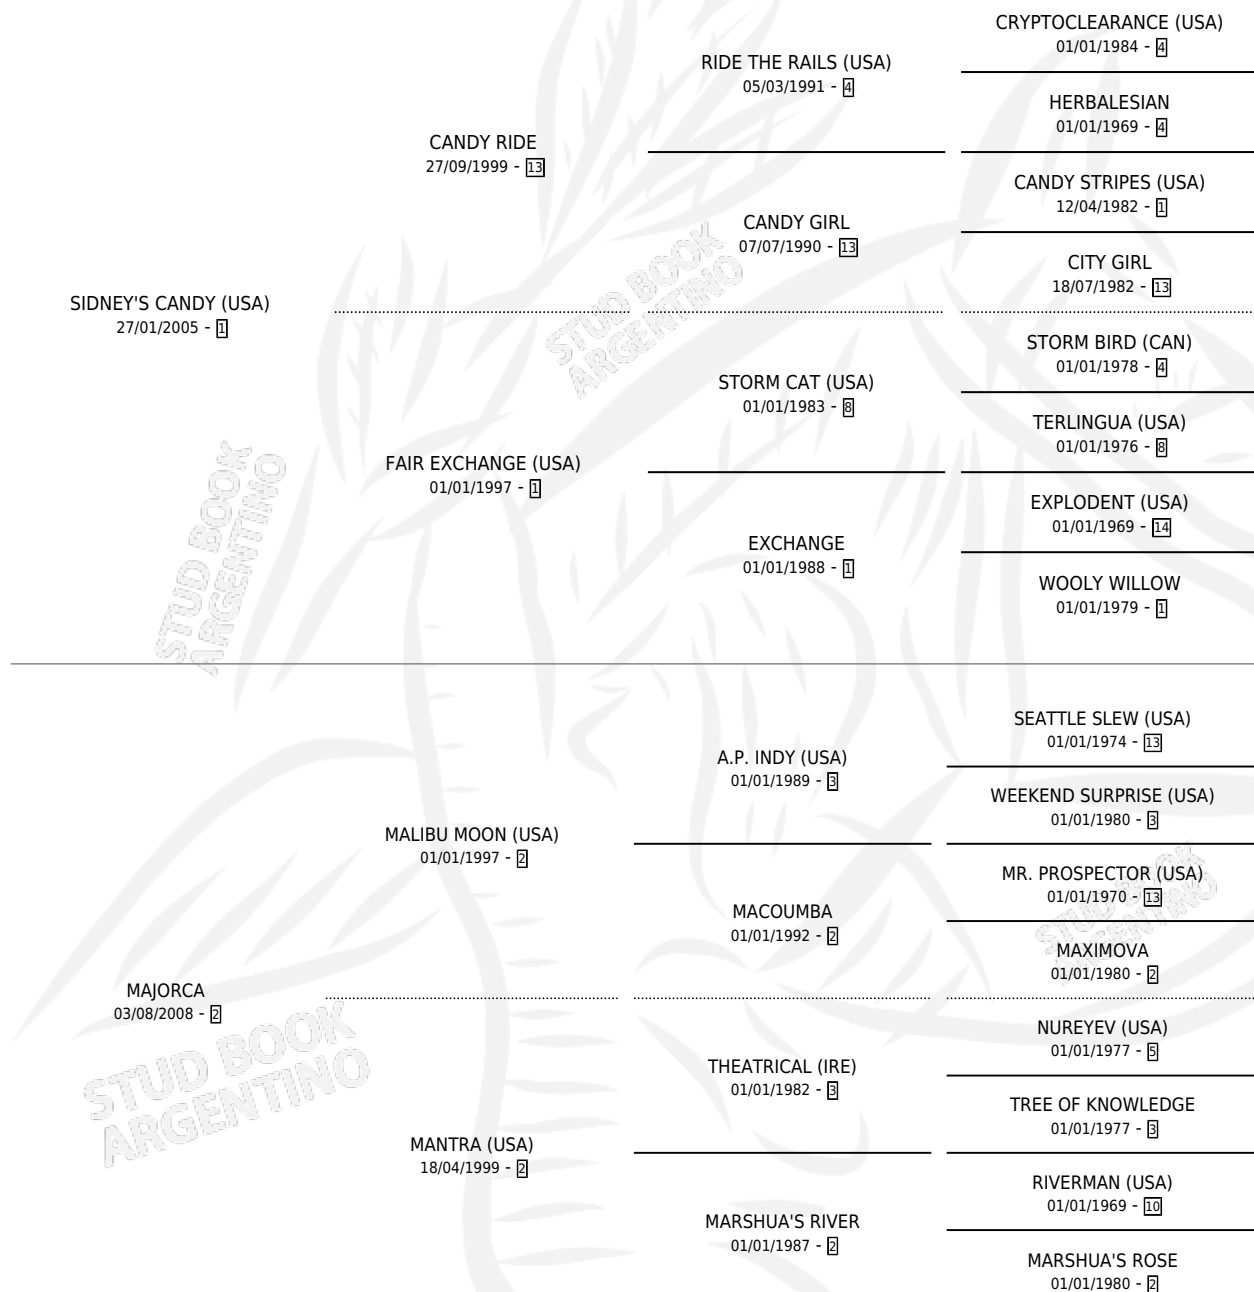 CRYPTOCLEARANCE (USA)
01/01/1984 - 4
RIDE THE RAILS (USA)
05/03/1991 - 4
HERBALESIAN
01/01/1969 - 4
CANDY RIDE
27/09/1999 - 13
CANDY STRIPES (USA)
12/04/1982 - 1
CANDY GIRL
07/07/1990 - 13
CITY GIRL
18/07/1982 - 13
SIDNEY'S CANDY (USA)
27/01/2005 - 1
STORM BIRD (CAN)
01/01/1978 - 4
STORM CAT (USA)
01/01/1983 - 8
TERLINGUA (USA)
01/01/1976 - 8
FAIR EXCHANGE (USA)
01/01/1997 - 1
EXPLODENT (USA)
01/01/1969 - 14
EXCHANGE
01/01/1988 - 1
WOOLY WILLOW
01/01/1979 - 1
STUD BOOK
ARGENTINO
STUD BOOK
ARGENTINO
SEATTLE SLEW (USA)
01/01/1974 - 13
A.P. INDY (USA)
01/01/1989 - 3
WEEKEND SURPRISE (USA)
01/01/1980 - 3
MALIBU MOON (USA)
01/01/1997 - 2
MR. PROSPECTOR (USA)
01/01/1970 - 13
MACOUMBA
01/01/1992 - 2
MAXIMOVA
01/01/1980 - 2
STUD BOOK
ARGENTINO
MAJORCA
03/08/2008 - 2
STUD BOOK
ARGENTINO
NUREYEV (USA)
01/01/1977 - 5
THEATRICAL (IRE)
01/01/1982 - 3
TREE OF KNOWLEDGE
01/01/1977 - 3
MANTRA (USA)
18/04/1999 - 2
RIVERMAN (USA)
01/01/1969 - 10
MARSHUA'S RIVER
01/01/1987 - 2
MARSHUA'S ROSE
01/01/1980 - 2